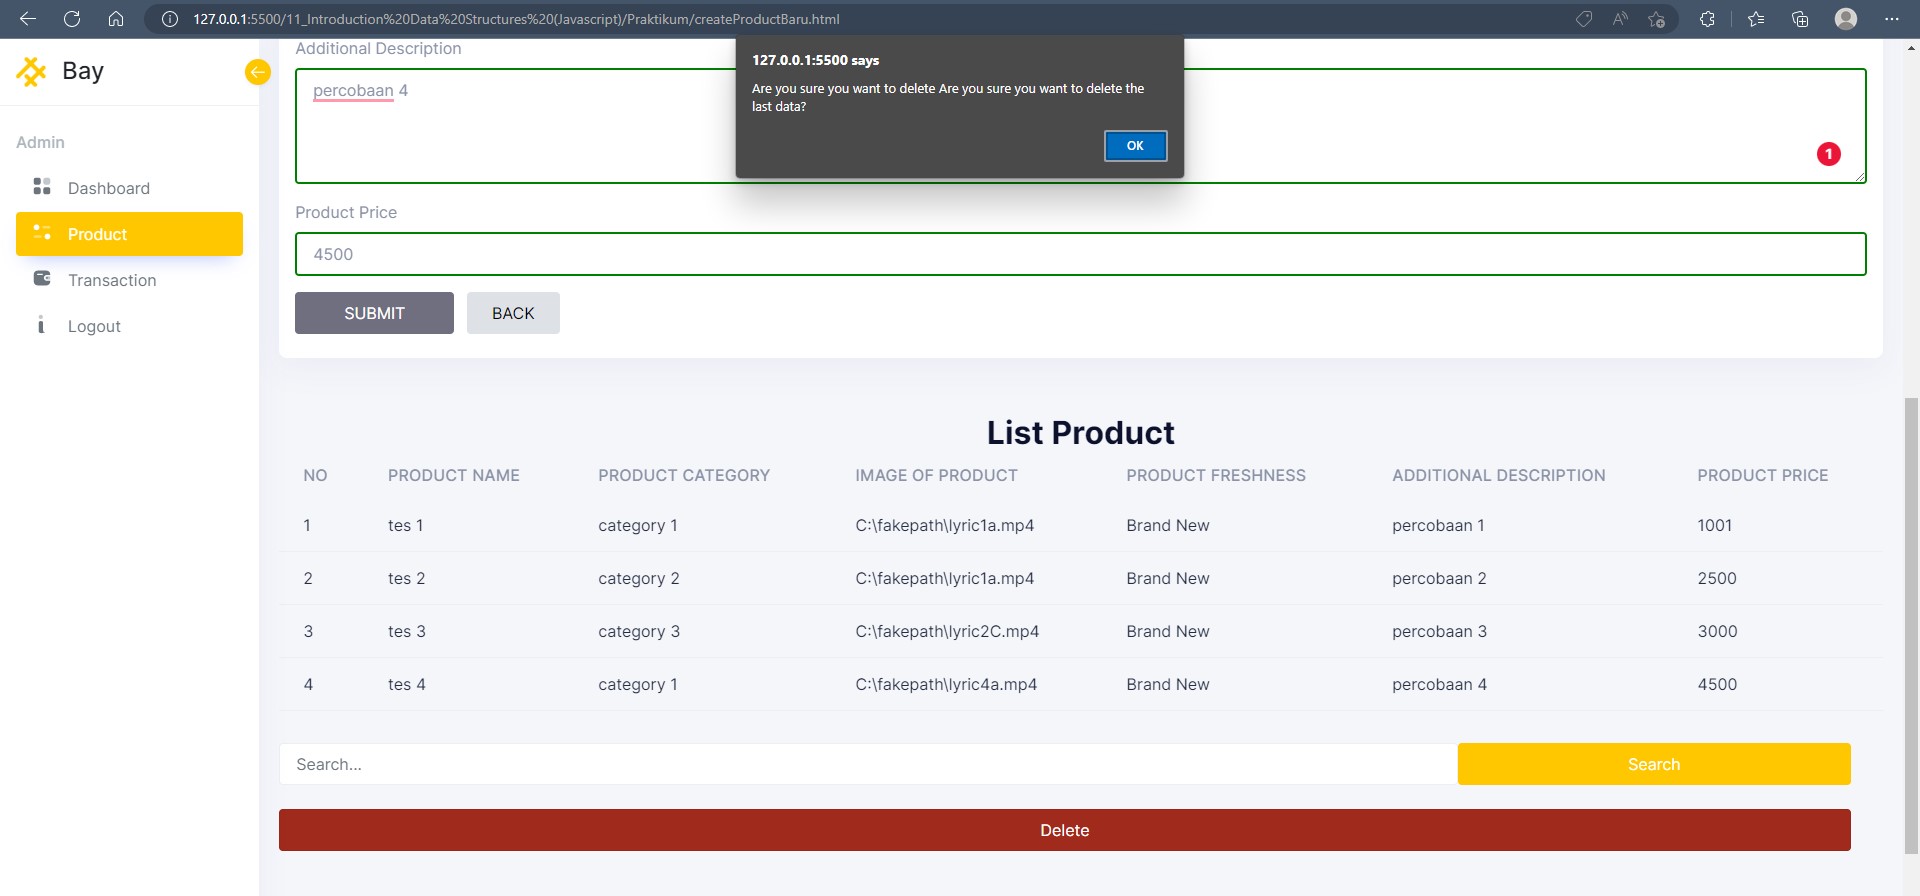 127.0.0.1:5500/11_Introduction%20Data%20Structures%20(Javascript)/Praktikum/createProductBaru.html
Bay
Admin
Dashboard
Product
Transaction
Logout
127.0.0.1:5500 says
Are you sure you want to delete Are you sure you want to delete the
last data?
OK
Additional Description
percobaan 4
1
Product Price
4500
SUBMIT BACK
List Product
NO PRODUCT NAME PRODUCT CATEGORY IMAGE OF PRODUCT PRODUCT FRESHNESS ADDITIONAL DESCRIPTION PRODUCT PRICE
1 tes 1 category 1 C:\fakepath\lyric1a.mp4 Brand New percobaan 1 1001
2 tes 2 category 2 C:\fakepath\lyric1a.mp4 Brand New percobaan 2 2500
3 tes 3 category 3 C:\fakepath\lyric2C.mp4 Brand New percobaan 3 3000
4 tes 4 category 1 C:\fakepath\lyric4a.mp4 Brand New percobaan 4 4500
Search... Search
Delete